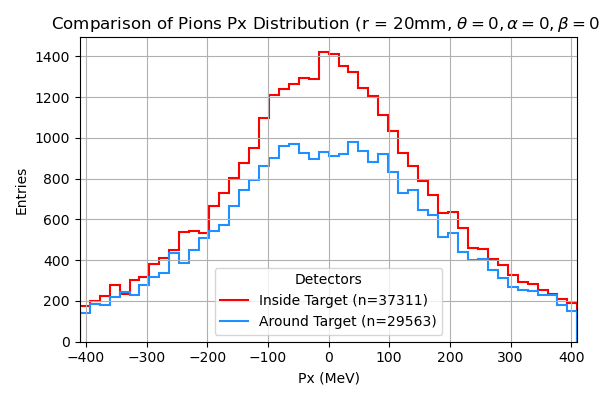 Comparison of Pions Px Distribution (r = 20mm, θ = 0, α = 0, β = 0
1400
1200
1000
800
600
400
200
0
Entries
Detectors
Inside Target (n=37311)
Around Target (n=29563)
−400 −300 −200 −100 0 100 200 300 400
Px (MeV)